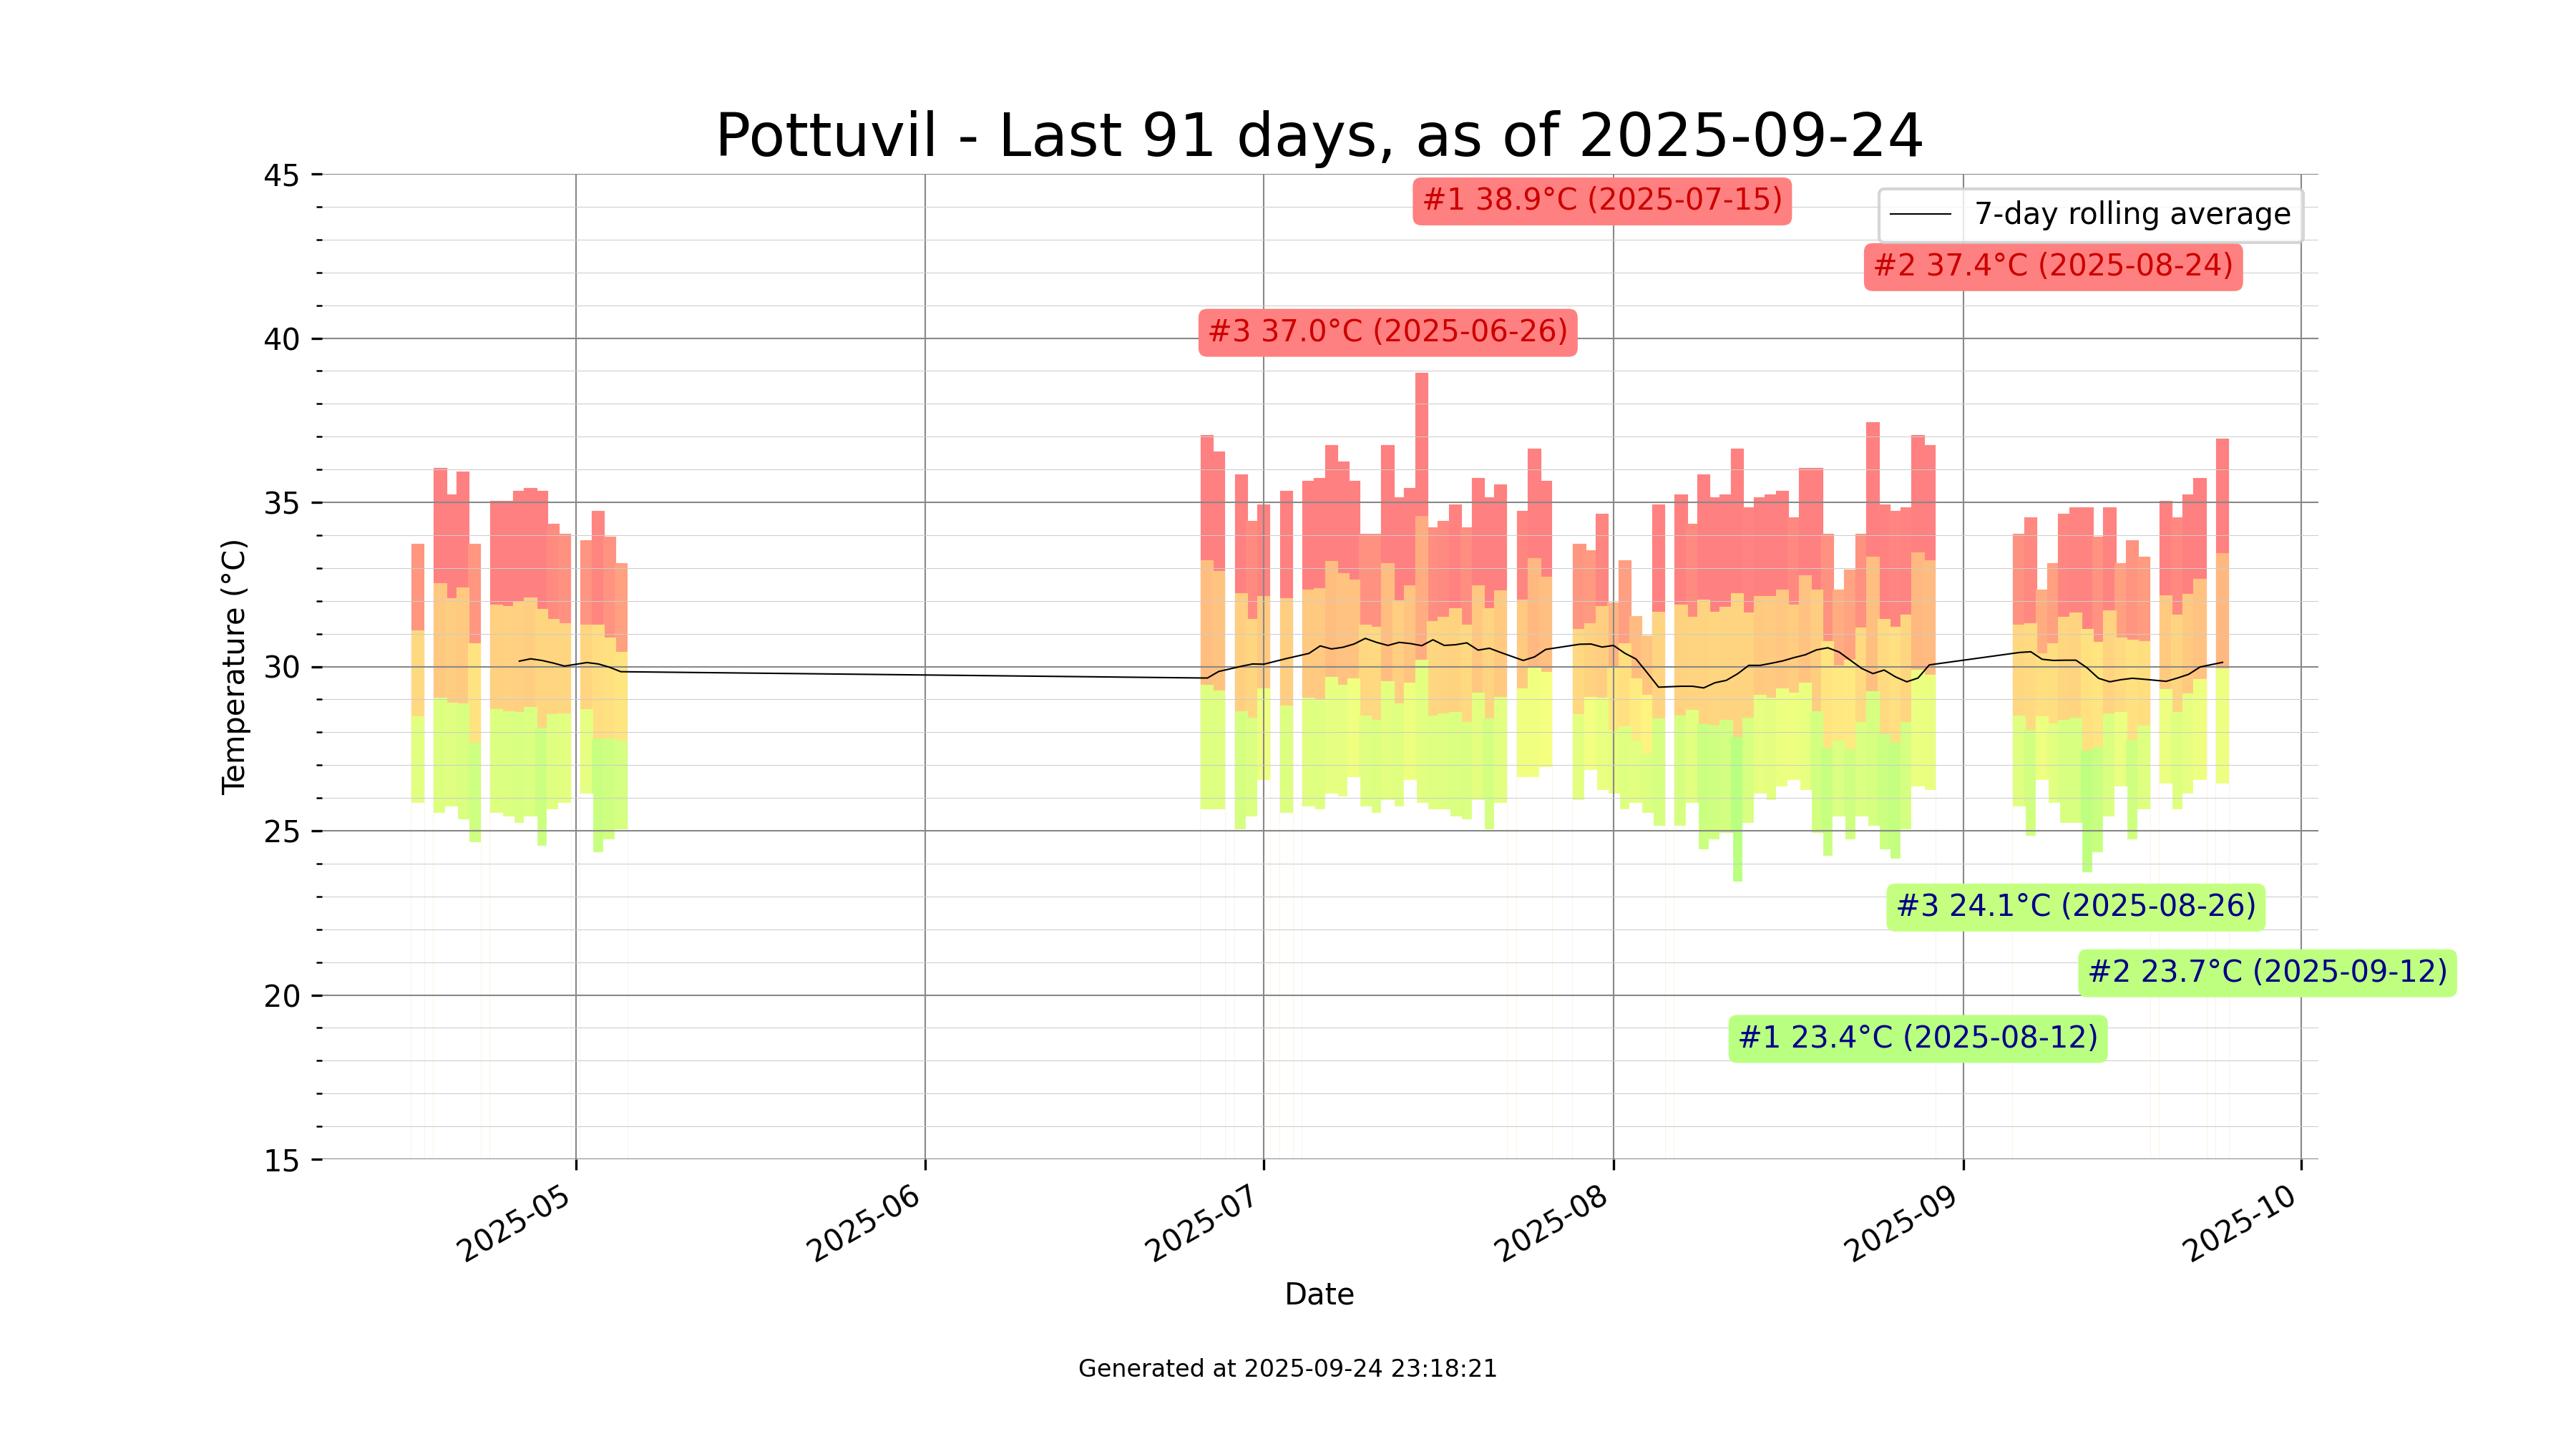 Pottuvil - Last 91 days, as of 2025-09-24
45
#1 38.9°C (2025-07-15)
7-day rolling average
#2 37.4°C (2025-08-24)
#3 37.0°C (2025-06-26)
40
35
30
25
20
15
Temperature (°C)
#3 24.1°C (2025-08-26)
#2 23.7°C (2025-09-12)
#1 23.4°C (2025-08-12)
2025-05
2025-06
2025-07
2025-08
2025-09
2025-10
Date
Generated at 2025-09-24 23:18:21